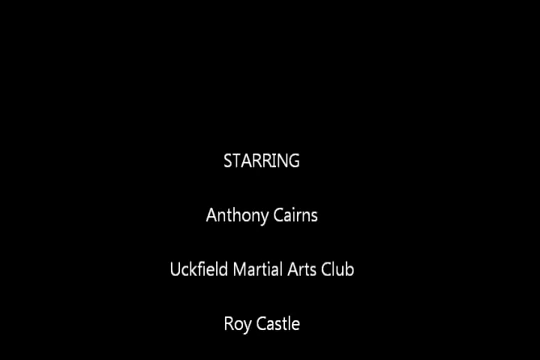 STARRING
Anthony Cairns
Uckfield Martial Arts Club
Roy Castle